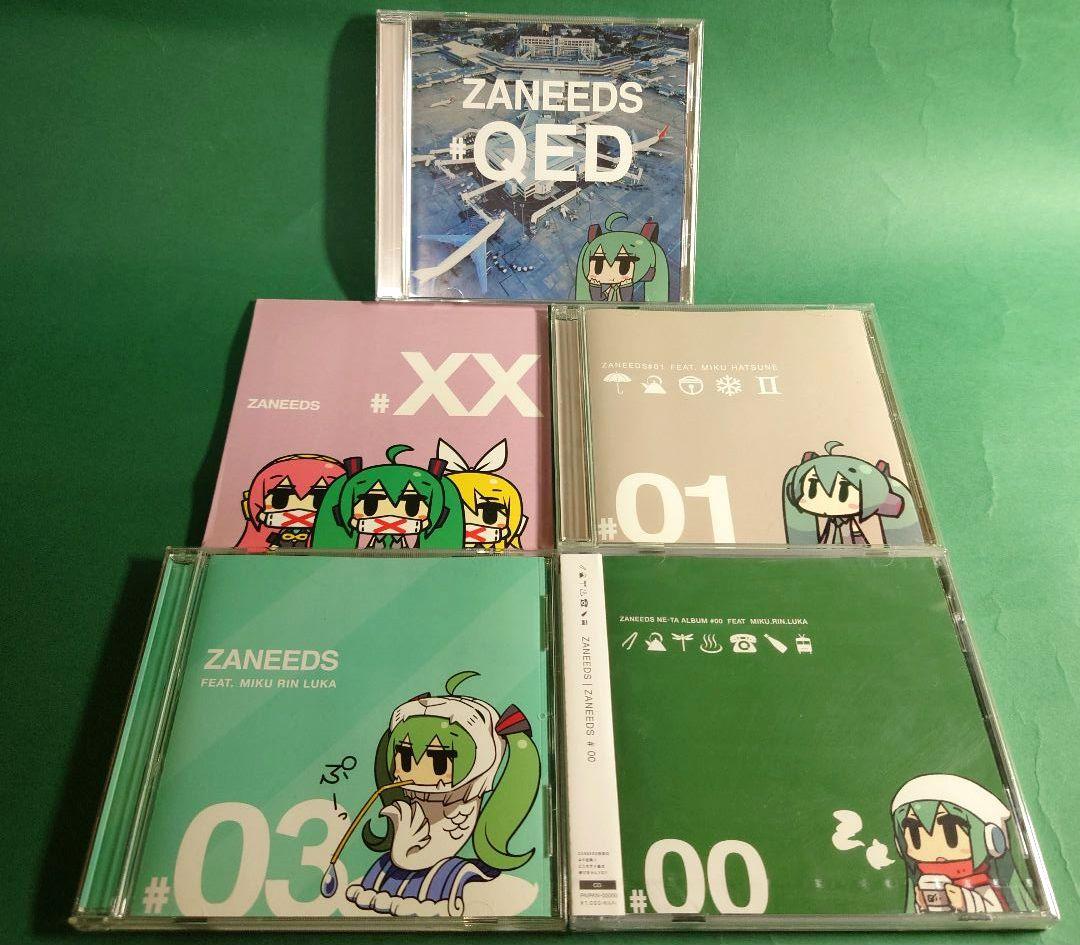 ZANEEDS
#QED
#XX
ZANEEDS
ZANEEDS#01 FEAT. MIKU HATSUNE
#01
ZANEEDS
FEAT. MIKU RIN LUKA
ぷ〜
#03
ZANEEDS | ZANEEDS # 00
CD
ZANEEDS NE-TA ALBUM #00 FEAT MIKU.RIN.LUKA
#00